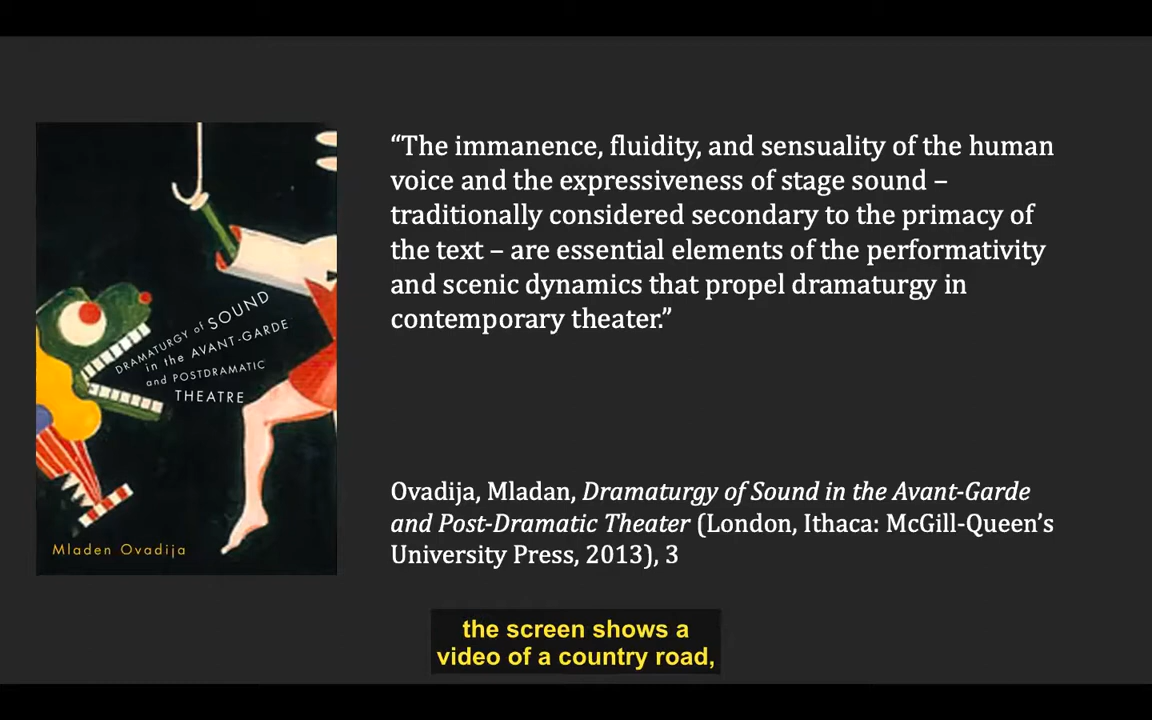 DRAMATURGY of SOUND
in the AVANT-GARDE
and POSTDRAMATIC
THEATRE
Mladen Ovadija
“The immanence, fluidity, and sensuality of the human
voice and the expressiveness of stage sound –
traditionally considered secondary to the primacy of
the text – are essential elements of the performativity
and scenic dynamics that propel dramaturgy in
contemporary theater.”
Ovadija, Mladan, Dramaturgy of Sound in the Avant-Garde
and Post-Dramatic Theater (London, Ithaca: McGill-Queen’s
University Press, 2013), 3
the screen shows a
video of a country road,